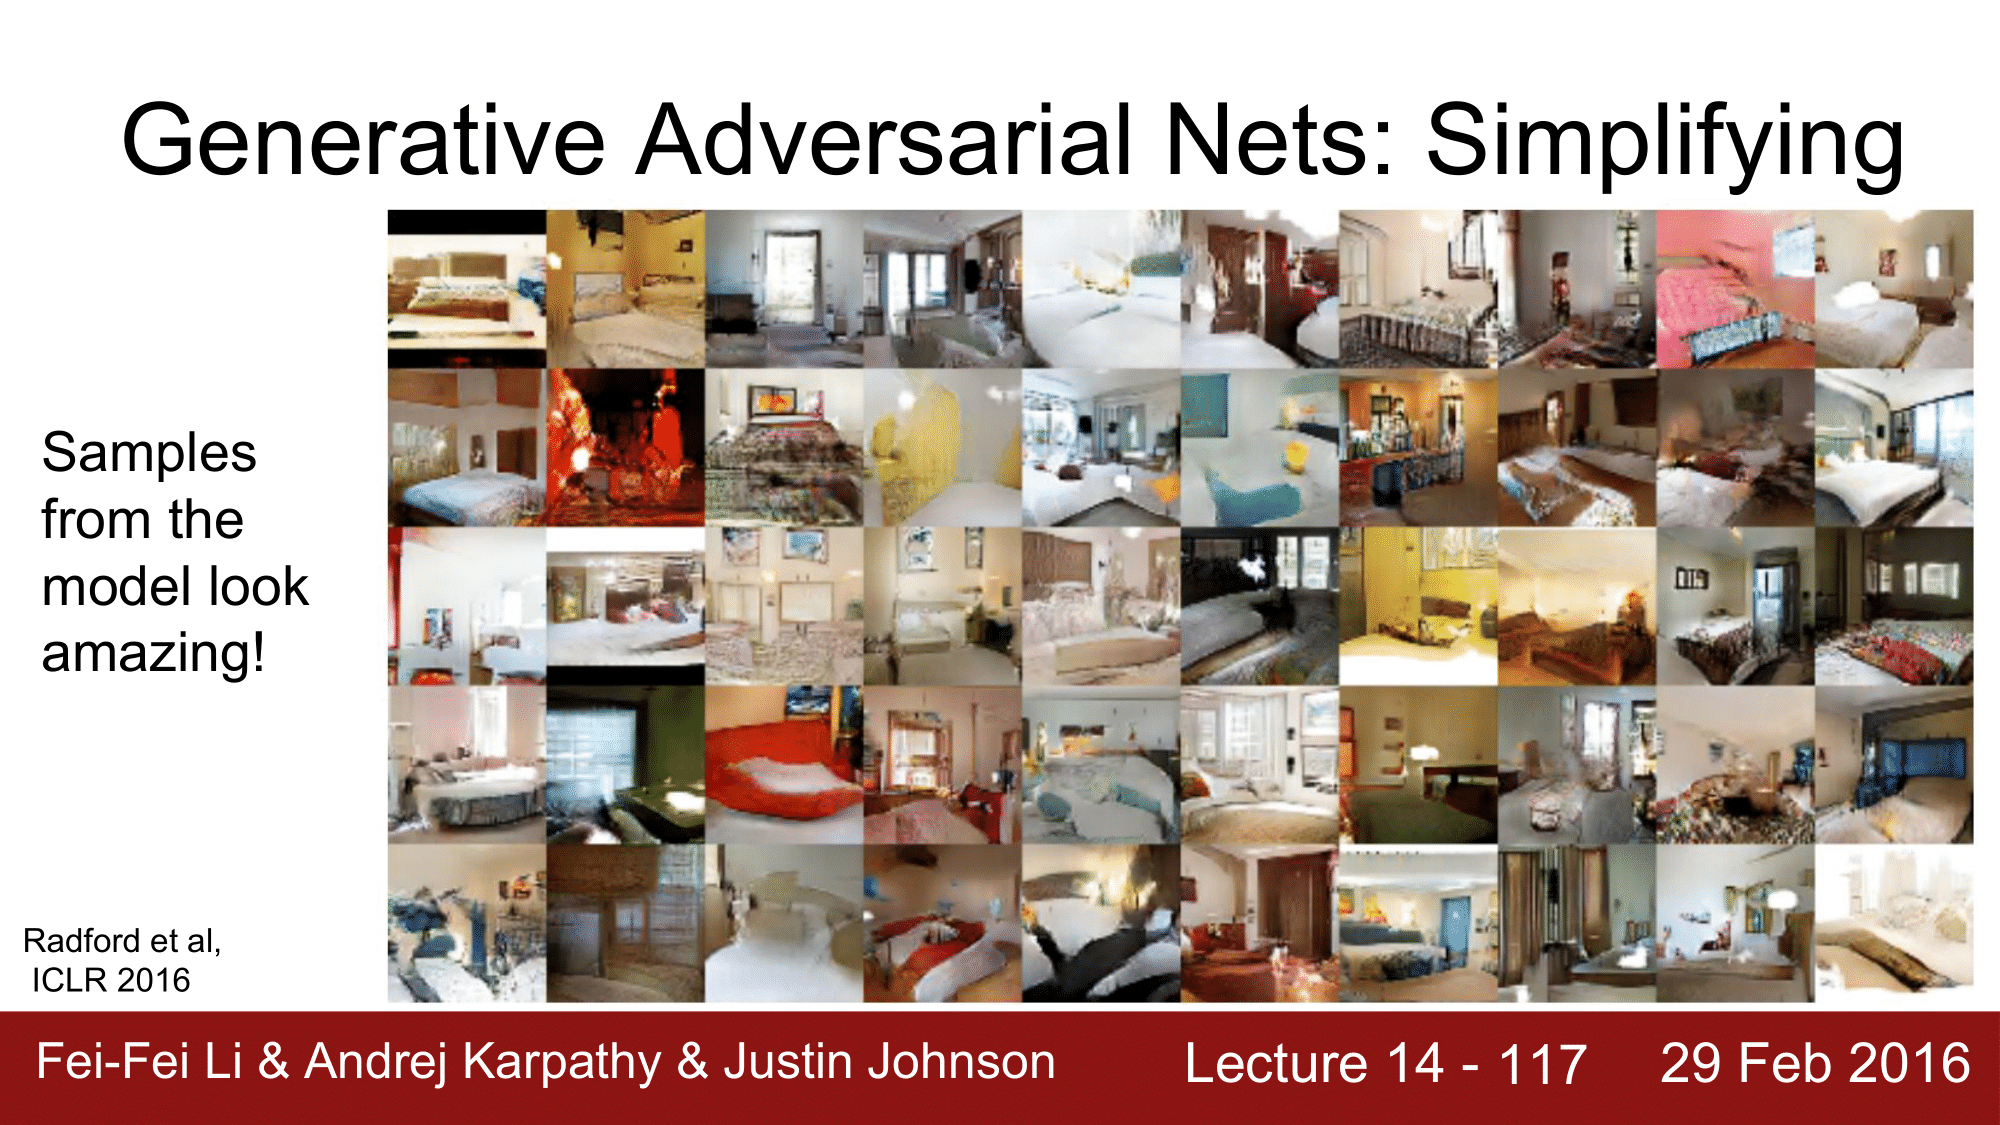 Generative Adversarial Nets: Simplifying
Samples
from the
model look
amazing!
Radford et al,
ICLR 2016
Fei-Fei Li & Andrej Karpathy & Justin Johnson
Lecture 14 - 117
29 Feb 2016